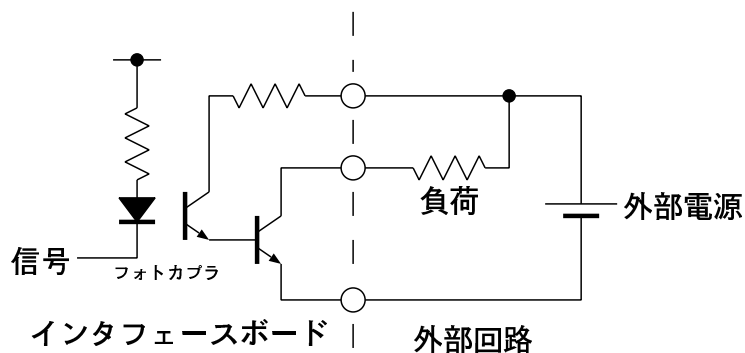 負荷
外部電源
信号
フォトカプラ
インタフェースボード
外部回路